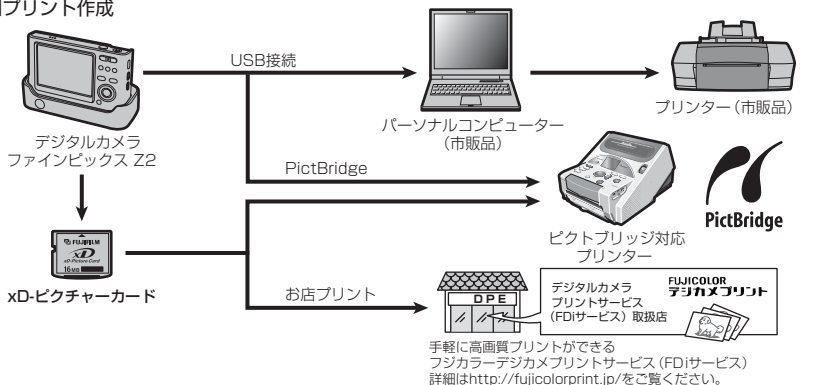 プリント作成
USB接続
デジタルカメラ
ファインピックス Z2
パーソナルコンピューター
（市販品）
プリンター（市販品）
PictBridge
ピクトブリッジ対応
プリンター
PictBridge
FUJIFILM
xD
xD-Picture Card
16MB
xD-ピクチャーカード
お店プリント
DPE
デジタルカメラ
プリントサービス
（FDiサービス）取扱店
FUJICOLOR
デジカメプリント
手軽に高画質プリントができる
フジカラーデジカメプリントサービス（FDiサービス）
詳細はhttp://fujicolorprint.jp/をご覧ください。